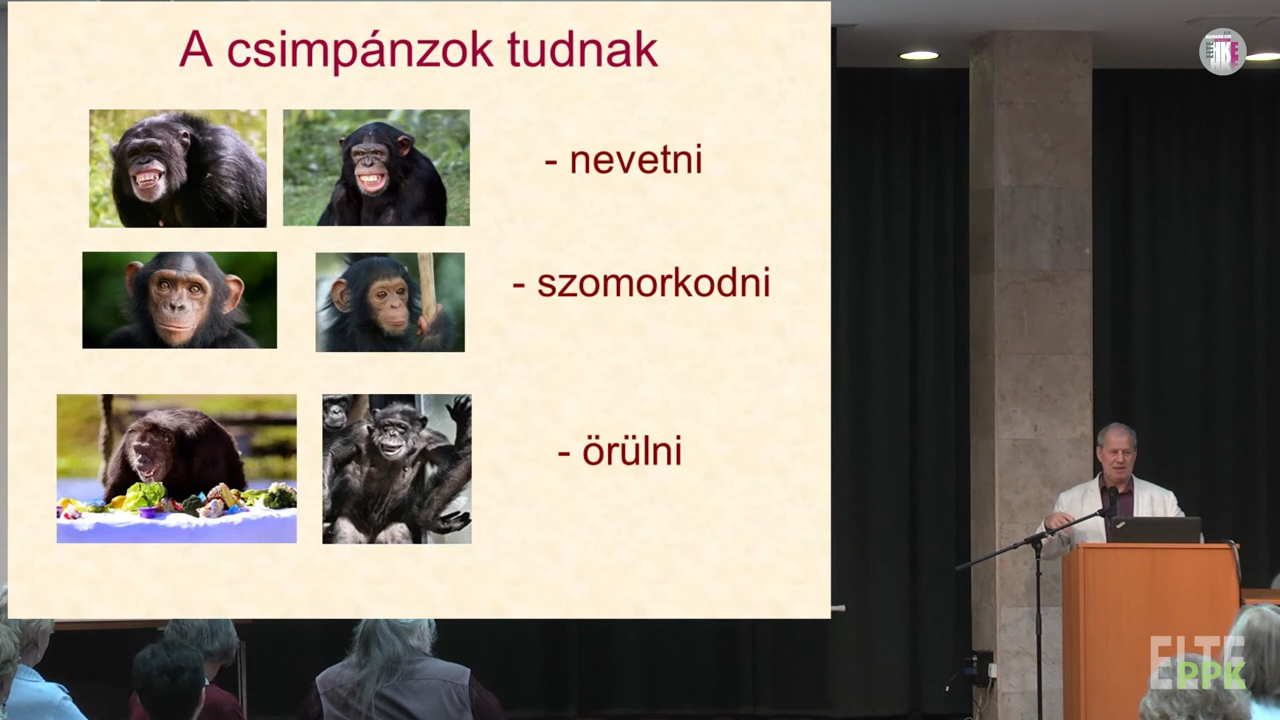 A csimpánzok tudnak
- nevetni
- szomorkodni
- örülni
ELTE
PPK